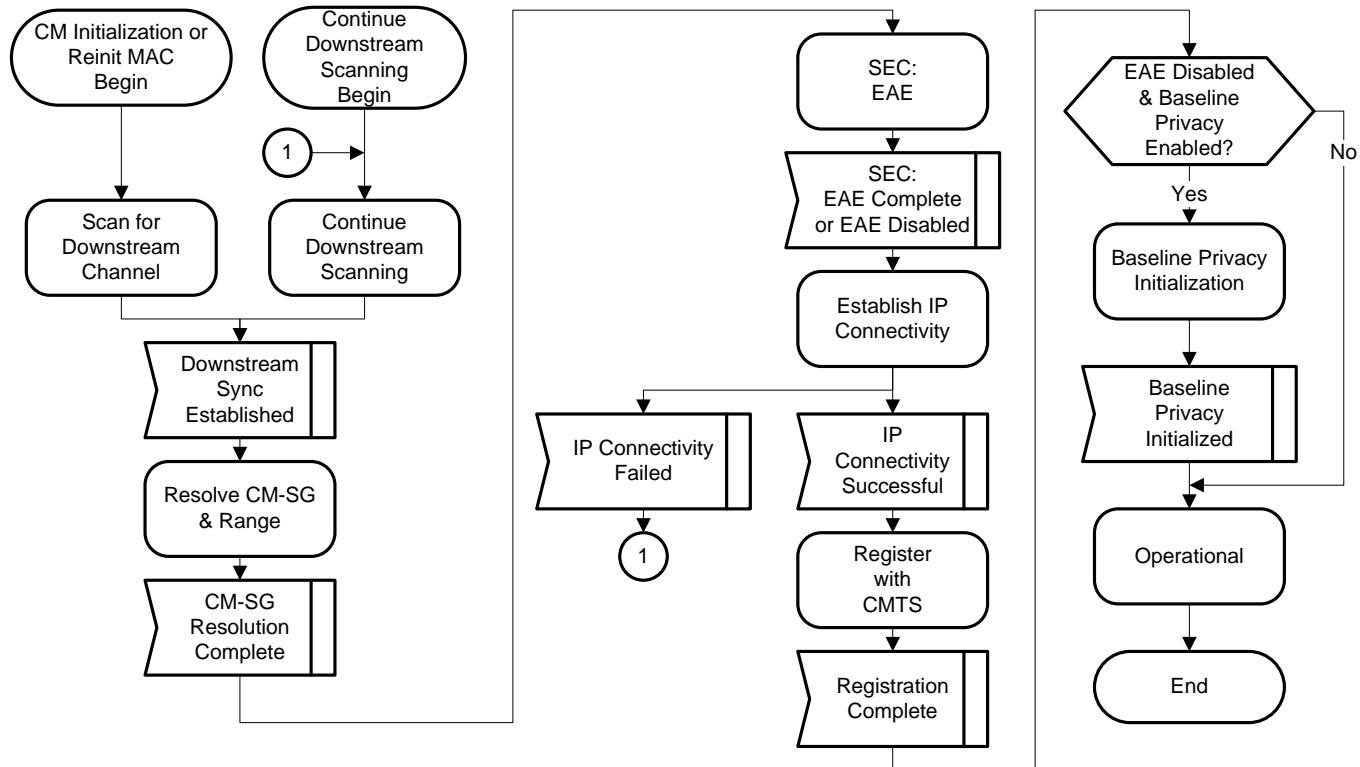 CM Initialization or
Reinit MAC
Begin
Continue
Downstream
Scanning
Begin
1
Scan for
Downstream
Channel
Continue
Downstream
Scanning
Downstream
Sync
Established
Resolve CM-SG
& Range
CM-SG
Resolution
Complete
SEC:
EAE
SEC:
EAE Complete
or EAE Disabled
Establish IP
Connectivity
IP Connectivity
Failed
1
IP
Connectivity
Successful
Register
with
CMTS
Registration
Complete
EAE Disabled
& Baseline
Privacy
Enabled?
No
Yes
Baseline Privacy
Initialization
Baseline
Privacy
Initialized
Operational
End